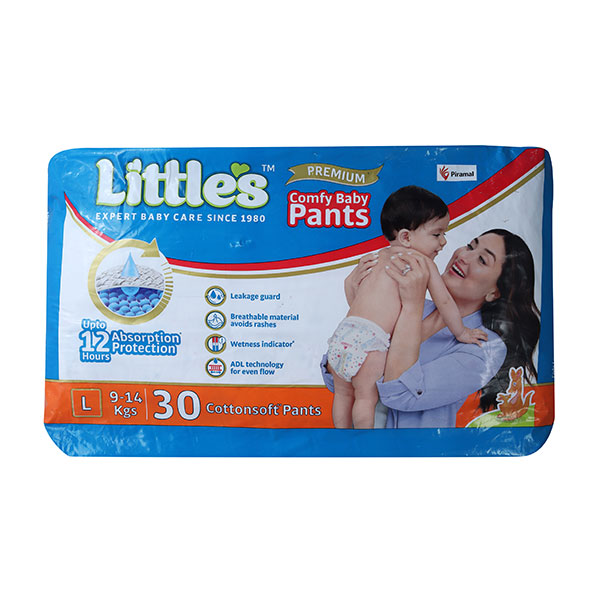 Little's™
EXPERT BABY CARE SINCE 1980
PREMIUM
Comfy Baby
Pants
Piramal
Upto
12
Hours
Absorption
Protection*
Leakage guard
Breathable material
avoids rashes
Wetness indicator*
ADL technology
for even flow
L
9-14
Kgs
30 Cottonsoft Pants